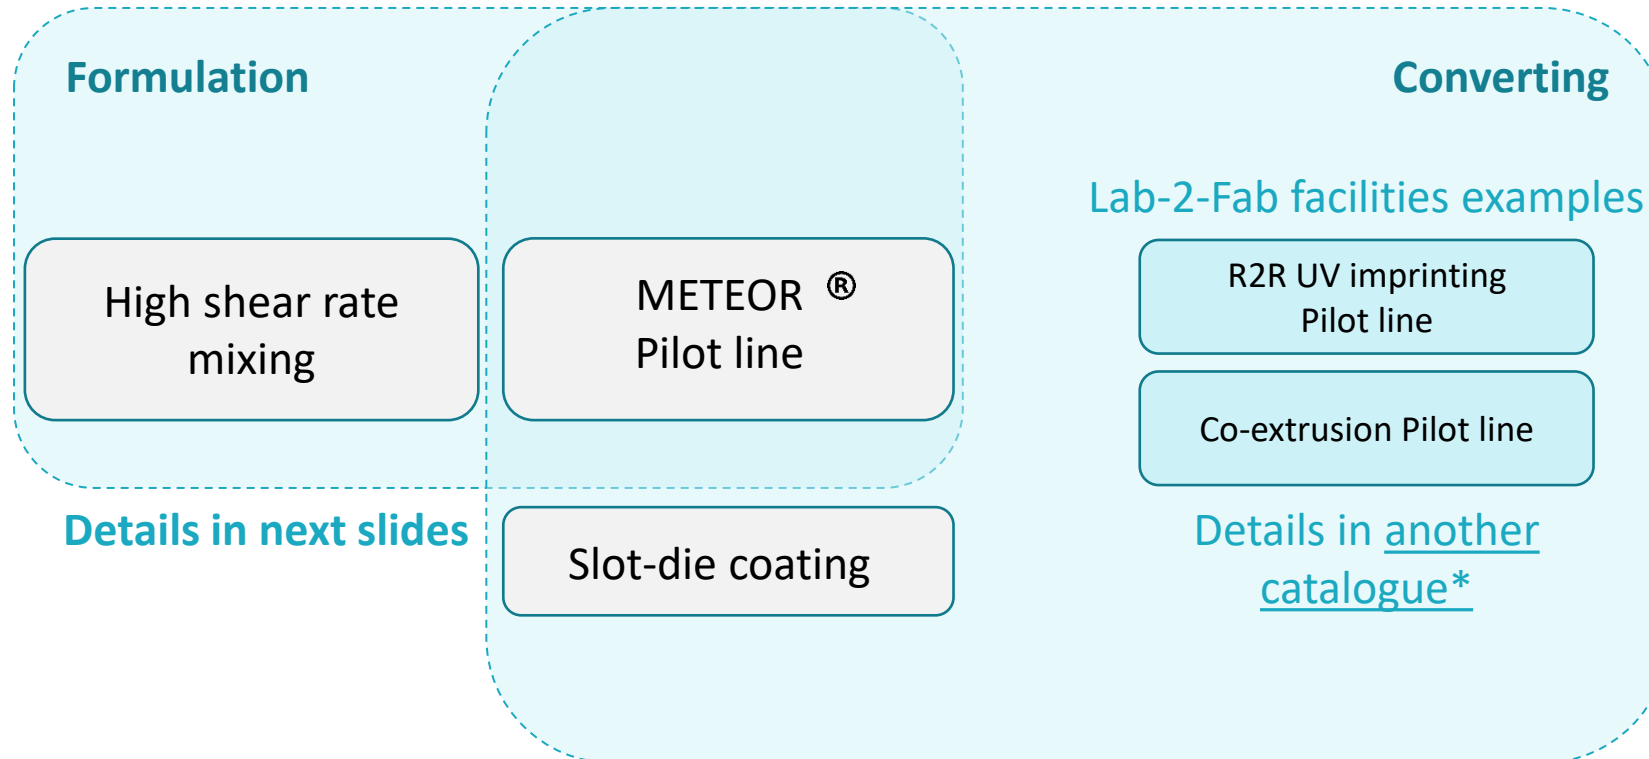 Formulation
Converting
Lab-2-Fab facilities examples
High shear rate
mixing
METEOR ®
Pilot line
R2R UV imprinting
Pilot line
Co-extrusion Pilot line
Details in next slides
Slot-die coating
Details in another
catalogue*